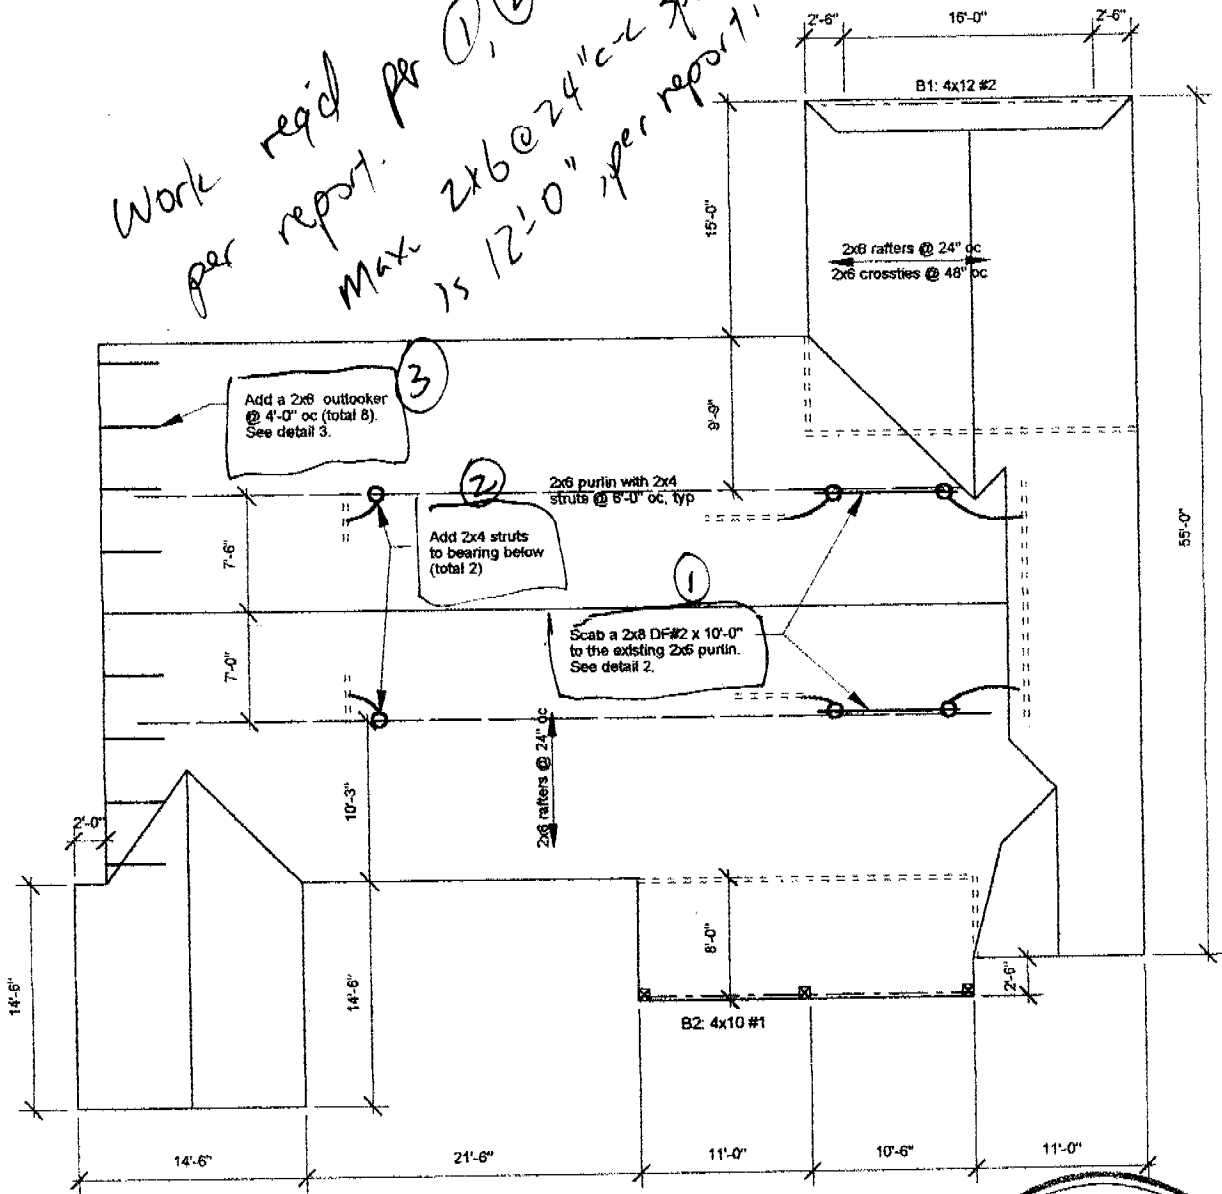 Work req'd per ①, ②
per report.
Max. 2x6 @ 24" c-c
is 12'-0", per report.
2'-6"
16'-0"
2'-6"
B1: 4x12 #2
15'-0"
2x6 rafters @ 24" oc
2x6 crossties @ 48" oc
55'-0"
9'-9"
③
Add a 2x6 outlooker
@ 4'-0" oc (total 8).
See detail 3.
②
2x6 purlin with 2x4
struts @ 6'-0" oc, typ
Add 2x4 struts
to bearing below
(total 2)
7'-6"
①
Scab a 2x8 DF#2 x 10'-0"
to the existing 2x6 purlin.
See detail 2.
7'-0"
2x6 rafters @ 24" oc
10'-3"
2'-0"
8'-0"
2'-6"
14'-6"
14'-6"
B2: 4x10 #1
14'-6"
21'-6"
11'-0"
10'-6"
11'-0"